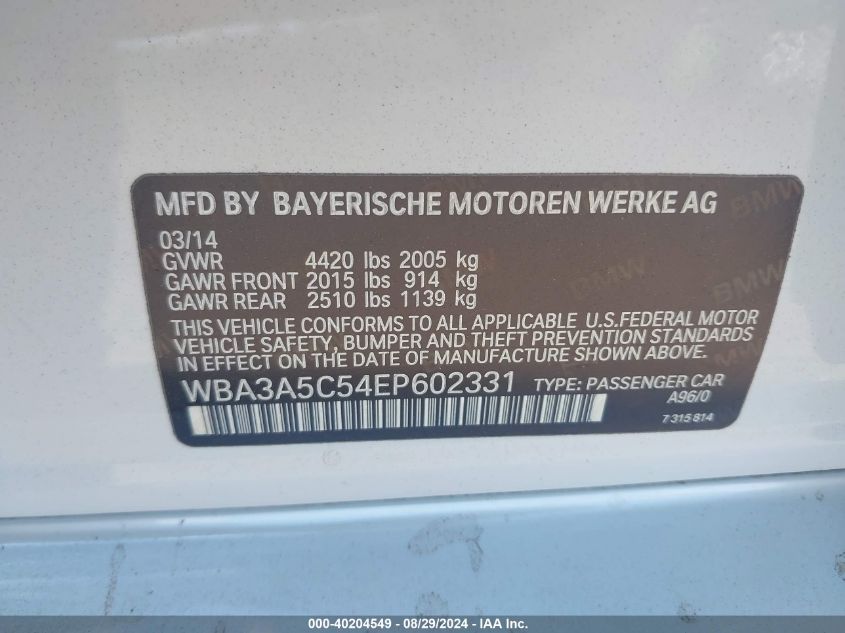 MFD BY BAYERISCHE MOTOREN WERKE AG
03/14
GVWR 4420 lbs 2005 kg
GAWR FRONT 2015 lbs 914 kg
GAWR REAR 2510 lbs 1139 kg
THIS VEHICLE CONFORMS TO ALL APPLICABLE U.S.FEDERAL MOTOR
VEHICLE SAFETY, BUMPER AND THEFT PREVENTION STANDARDS
IN EFFECT ON THE DATE OF MANUFACTURE SHOWN ABOVE.
WBA3A5C54EP602331 TYPE: PASSENGER CAR
A96/0
7 315 814
BMW
BMW
BMW
000-40204549 - 08/29/2024 - IAA Inc.